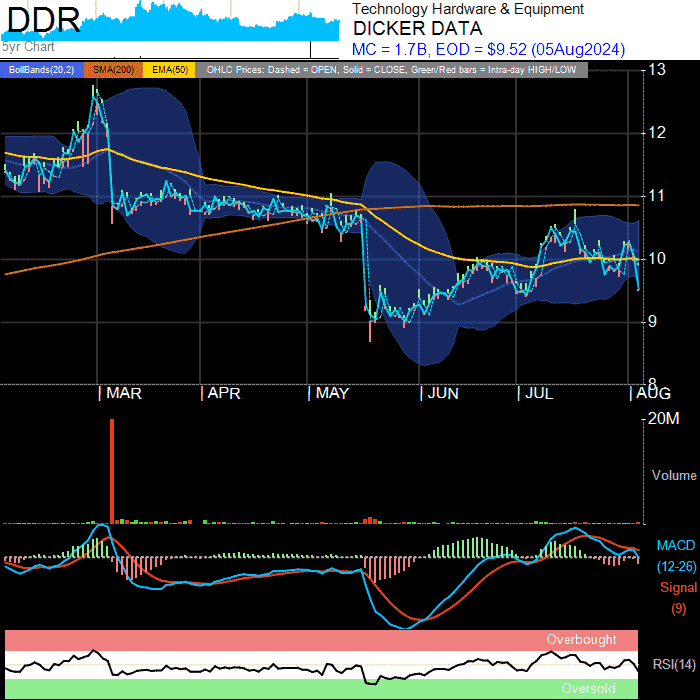 DDR
5yr Chart
Technology Hardware & Equipment
DICKER DATA
MC = 1.7B, EOD = $9.52 (05Aug2024)
BollBands(20,2) SMA(200) EMA(50) OHLC Prices: Dashed = OPEN, Solid = CLOSE, Green/Red bars = Intra-day HIGH/LOW
13
12
11
10
9
8
| MAR | APR | MAY | JUN | JUL | AUG
20M
Volume
MACD
(12-26)
Signal
(9)
Overbought
RSI(14)
Oversold